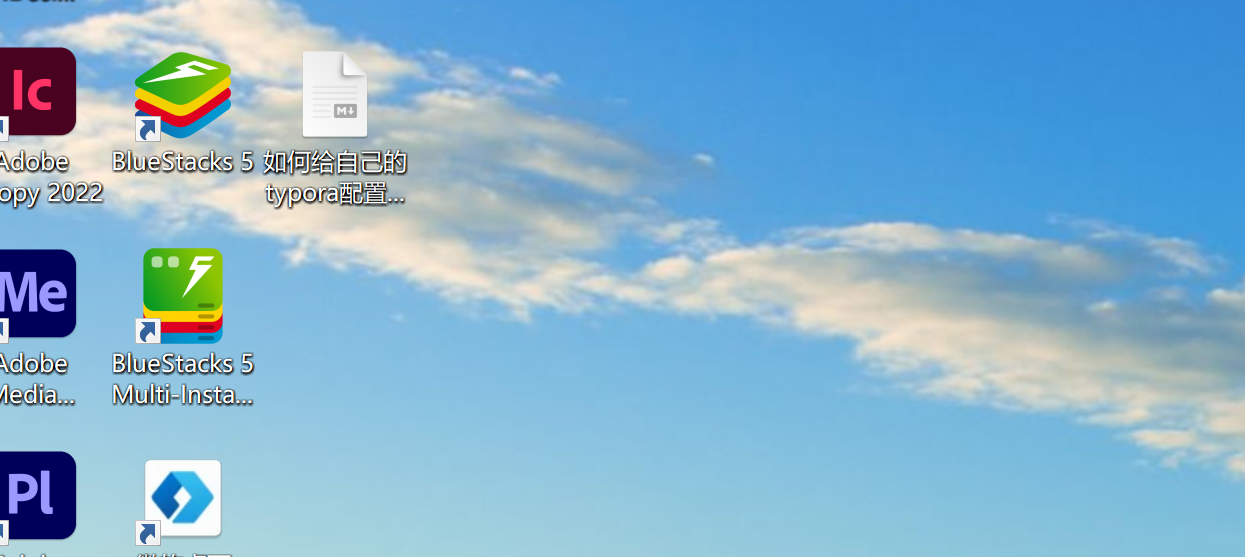 Ic
Adobe
opy 2022
BlueStacks 5
M
如何给自己的
typora配置...
Me
Adobe
Media...
BlueStacks 5
Multi-Insta...
Pl